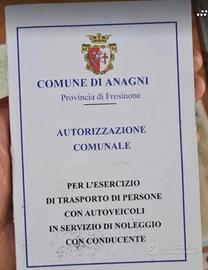 COMUNE DI ANAGNI
Provincia di Frosinone
AUTORIZZAZIONE
COMUNALE
PER L'ESERCIZIO
DI TRASPORTO DI PERSONE
CON AUTOVEICOLI
IN SERVIZIO DI NOLEGGIO
CON CONDUCENTE
subito